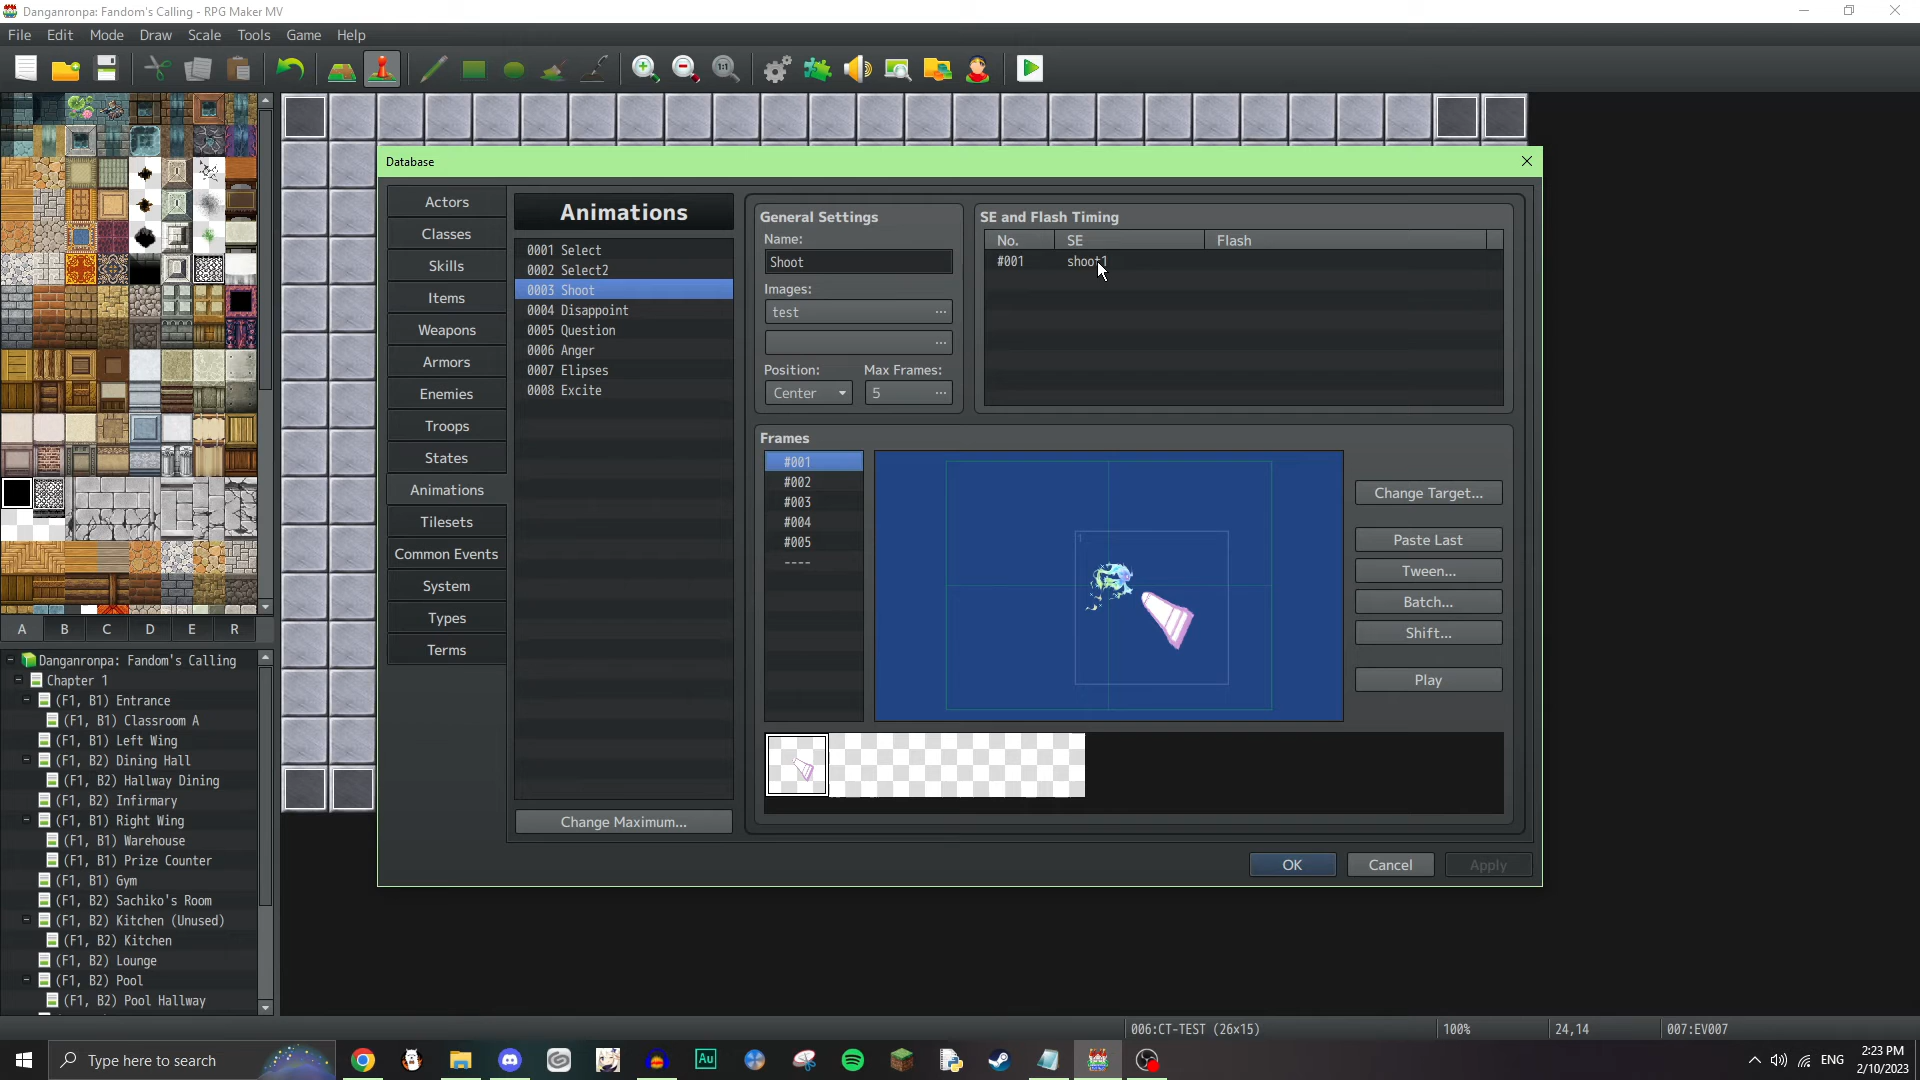 Danganronpa: Fandom's Calling - RPG Maker MV
File Edit Mode Draw Scale Tools Game Help
1:1
Database
Actors
Classes
Skills
Items
Weapons
Armors
Enemies
Troops
States
Animations
Tilesets
Common Events
System
Types
Terms
Animations
0001 Select
0002 Select2
0003 Shoot
0004 Disappoint
0005 Question
0006 Anger
0007 Elipses
0008 Excite
Change Maximum...
General Settings
Name:
Shoot
Images:
test ...
...
Position: Max Frames:
Center 5 ...
SE and Flash Timing
No. SE Flash
#001 shoot1
Frames
#001
#002
#003
#004
#005
----
1
Change Target...
Paste Last
Tween...
Batch...
Shift...
Play
OK Cancel Apply
A B C D E R
Danganronpa: Fandom's Calling
Chapter 1
(F1, B1) Entrance
(F1, B1) Classroom A
(F1, B1) Left Wing
(F1, B2) Dining Hall
(F1, B2) Hallway Dining
(F1, B2) Infirmary
(F1, B2) Right Wing
(F1, B1) Warehouse
(F1, B1) Prize Counter
(F1, B1) Gym
(F1, B2) Sachiko's Room
(F1, B2) Kitchen (Unused)
(F1, B2) Kitchen
(F1, B2) Lounge
(F1, B2) Pool
(F1, B2) Pool Hallway
006:CT-TEST (26x15) 100% 24,14 007:EV007
Type here to search
Au
ENG
2:23 PM
2/10/2023